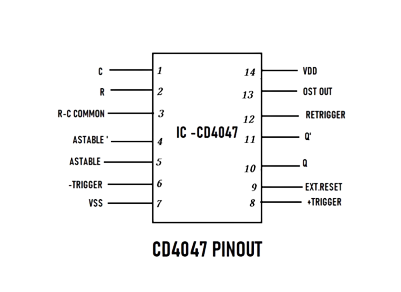 C 1
R 2
R-C COMMON 3
ASTABLE ' 4
ASTABLE 5
-TRIGGER 6
VSS 7
IC -CD4047
14 VDD
13 OST OUT
12 RETRIGGER
11 Q'
10 Q
9 EXT.RESET
8 +TRIGGER
CD4047 PINOUT